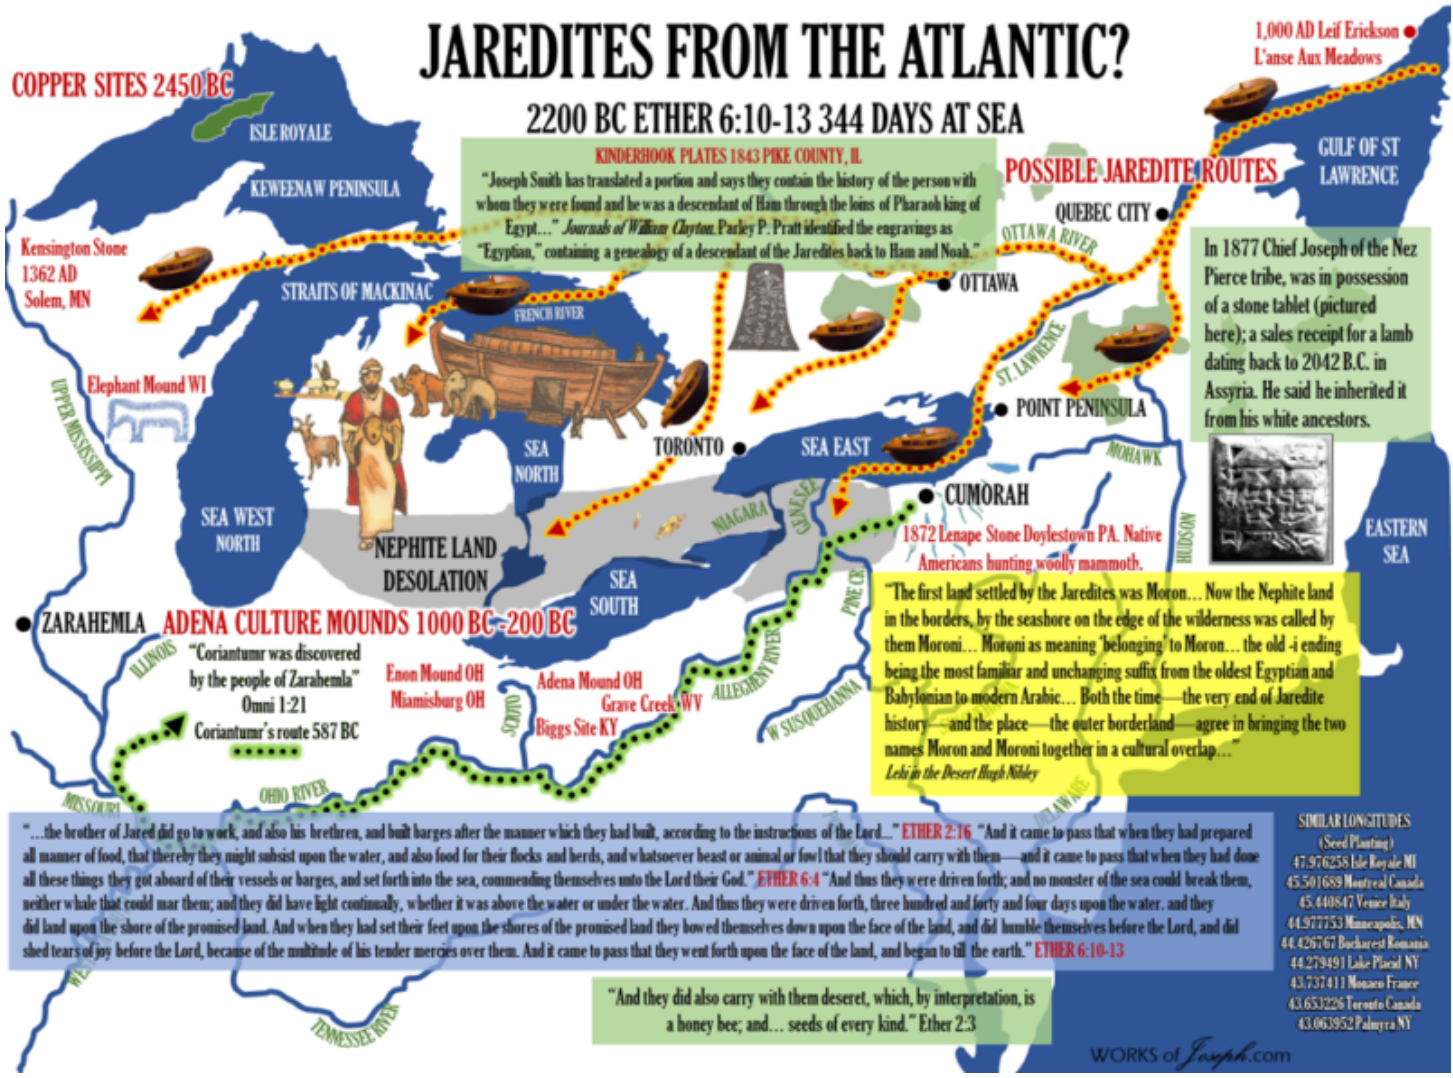 JAREDITES FROM THE ATLANTIC?
2200 BC ETHER 6:10-13 344 DAYS AT SEA
1,000 AD Leif Erickson
L'anse Aux Meadows
COPPER SITES 2450 BC
ISLE ROYALE
KEWEENAW PENINSULA
KINDERHOOK PLATES 1843 PIKE COUNTY, IL
"Joseph Smith has translated a portion and says they contain the history of the person with
whom they were found and he was a descendant of Ham through the loins of Pharaoh king of
Egypt..." Journals of William Clayton. Parley P. Pratt identified the engravings as
"Egyptian," containing a genealogy of a descendant of the Jaredites back to Ham and Noah."
POSSIBLE JAREDITE ROUTES
GULF OF ST
LAWRENCE
QUEBEC CITY
OTTAWA RIVER
OTTAWA
In 1877 Chief Joseph of the Nez
Pierce tribe, was in possession
of a stone tablet (pictured
here); a sales receipt for a lamb
dating back to 2042 B.C. in
Assyria. He said he inherited it
from his white ancestors.
Kensington Stone
1362 AD
Solem, MN
STRAITS OF MACKINAC
FRENCH RIVER
ST. LAWRENCE
UPPER MISSISSIPPI
Elephant Mound WI
POINT PENINSULA
TORONTO
SEA EAST
SEA
NORTH
MOHAWK
HUDSON
CUMORAH
NIAGARA
GENESEE
SEA WEST
NORTH
NEPHITE LAND
DESOLATION
SEA
SOUTH
1872 Lenape Stone Doylestown PA. Native
Americans hunting woolly mammoth.
EASTERN
SEA
PINE CR.
"The first land settled by the Jaredites was Moron... Now the Nephite land
in the borders, by the seashore on the edge of the wilderness was called by
them Moroni... Moroni as meaning 'belonging' to Moron... the old -i ending
being the most familiar and unchanging suffix from the oldest Egyptian and
Babylonian to modern Arabic... Both the time—the very end of Jaredite
history—and the place—the outer borderland—agree in bringing the two
names Moron and Moroni together in a cultural overlap..."
Lehi in the Desert Hugh Nibley
ZARAHEMLA
ADENA CULTURE MOUNDS 1000 BC -200 BC
ILLINOIS
"Coriantumr was discovered
by the people of Zarahemla"
Omni 1:21
Coriantumr's route 587 BC
Enon Mound OH
Miamisburg OH
SCIOTO
Adena Mound OH
Grave Creek WV
Biggs Site KY
ALLEGHENY RIVER
W SUSQUEHANNA
MISSOURI
OHIO RIVER
DELAWARE
"...the brother of Jared did go to work, and also his brethren, and built barges after the manner which they had built, according to the instructions of the Lord..." ETHER 2:16 "And it came to pass that when they had prepared
all manner of food, that thereby they might subsist upon the water, and also food for their flocks and herds, and whatsoever beast or animal or fowl that they should carry with them—and it came to pass that when they had done
all these things they got aboard of their vessels or barges, and set forth into the sea, commending themselves unto the Lord their God." ETHER 6:4 "And thus they were driven forth; and no monster of the sea could break them,
neither whale that could mar them; and they did have light continually, whether it was above the water or under the water. And thus they were driven forth, three hundred and forty and four days upon the water. and they
did land upon the shore of the promised land. And when they had set their feet upon the shores of the promised land they bowed themselves down upon the face of the land, and did humble themselves before the Lord, and did
shed tears of joy before the Lord, because of the multitude of his tender mercies over them. And it came to pass that they went forth upon the face of the land, and began to till the earth." ETHER 6:10-13
SIMILAR LONGITUDES
(Seed Planting)
47.976258 Isle Royale MI
45.501689 Montreal Canada
45.440847 Venice Italy
44.977753 Minneapolis, MN
44.426767 Bucharest Romania
44.279491 Lake Placid NY
43.737411 Monaco France
43.653226 Toronto Canada
43.063952 Palmyra NY
TENNESSEE RIVER
"And they did also carry with them deseret, which, by interpretation, is
a honey bee; and... seeds of every kind." Ether 2:3
WORKS of Joseph.com